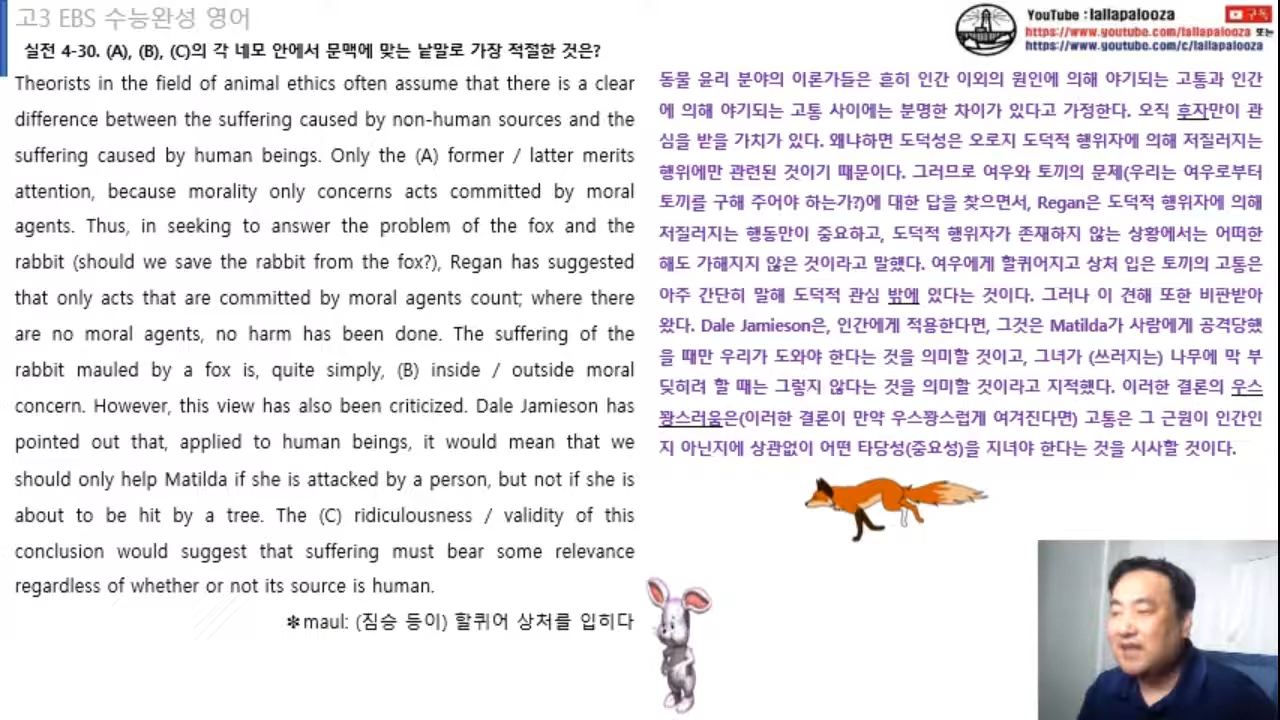 고3 EBS 수능완성 영어
실전 4-30. (A), (B), (C)의 각 네모 안에서 문맥에 맞는 낱말로 가장 적절한 것은?
Theorists in the field of animal ethics often assume that there is a clear
difference between the suffering caused by non-human sources and the
suffering caused by human beings. Only the (A) former / latter merits
attention, because morality only concerns acts committed by moral
agents. Thus, in seeking to answer the problem of the fox and the
rabbit (should we save the rabbit from the fox?), Regan has suggested
that only acts that are committed by moral agents count; where there
are no moral agents, no harm has been done. The suffering of the
rabbit mauled by a fox is, quite simply, (B) inside / outside moral
concern. However, this view has also been criticized. Dale Jamieson has
pointed out that, applied to human beings, it would mean that we
should only help Matilda if she is attacked by a person, but not if she is
about to be hit by a tree. The (C) ridiculousness / validity of this
conclusion would suggest that suffering must bear some relevance
regardless of whether or not its source is human.
✻maul: (짐승 등이) 할퀴어 상처를 입히다
YouTube : lallapalooza
구독
https://www.youtube.com/lallapalooza 또는
https://www.youtube.com/c/lallapalooza
동물 윤리 분야의 이론가들은 흔히 인간 이외의 원인에 의해 야기되는 고통과 인간
에 의해 야기되는 고통 사이에는 분명한 차이가 있다고 가정한다. 오직 후자만이 관
심을 받을 가치가 있다. 왜냐하면 도덕성은 오로지 도덕적 행위자에 의해 저질러지는
행위에만 관련된 것이기 때문이다. 그러므로 여우와 토끼의 문제(우리는 여우로부터
토끼를 구해 주어야 하는가?)에 대한 답을 찾으면서, Regan은 도덕적 행위자에 의해
저질러지는 행동만이 중요하고, 도덕적 행위자가 존재하지 않는 상황에서는 어떠한
해도 가해지지 않은 것이라고 말했다. 여우에게 할퀴어지고 상처 입은 토끼의 고통은
아주 간단히 말해 도덕적 관심 밖에 있다는 것이다. 그러나 이 견해 또한 비판받아
왔다. Dale Jamieson은, 인간에게 적용한다면, 그것은 Matilda가 사람에게 공격당했
을 때만 우리가 도와야 한다는 것을 의미할 것이고, 그녀가 (쓰러지는) 나무에 막 부
딪히려 할 때는 그렇지 않다는 것을 의미할 것이라고 지적했다. 이러한 결론의 우스
꽝스러움은(이러한 결론이 만약 우스꽝스럽게 여겨진다면) 고통은 그 근원이 인간인
지 아닌지에 상관없이 어떤 타당성(중요성)을 지녀야 한다는 것을 시사할 것이다.